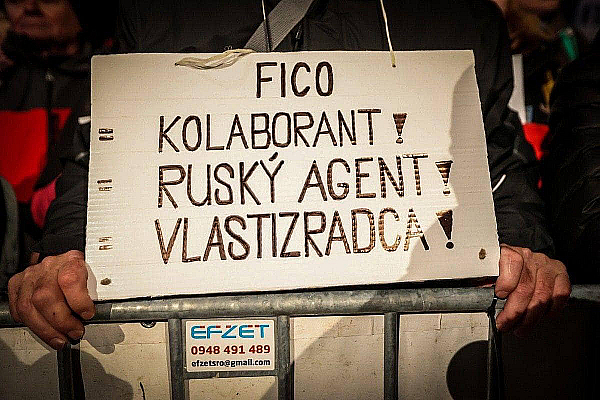 FICO
KOLABORANT!
RUSKÝ AGENT!
VLASTIZRADCA!
EFZET
0948 491 489
efzetsro@gmail.com